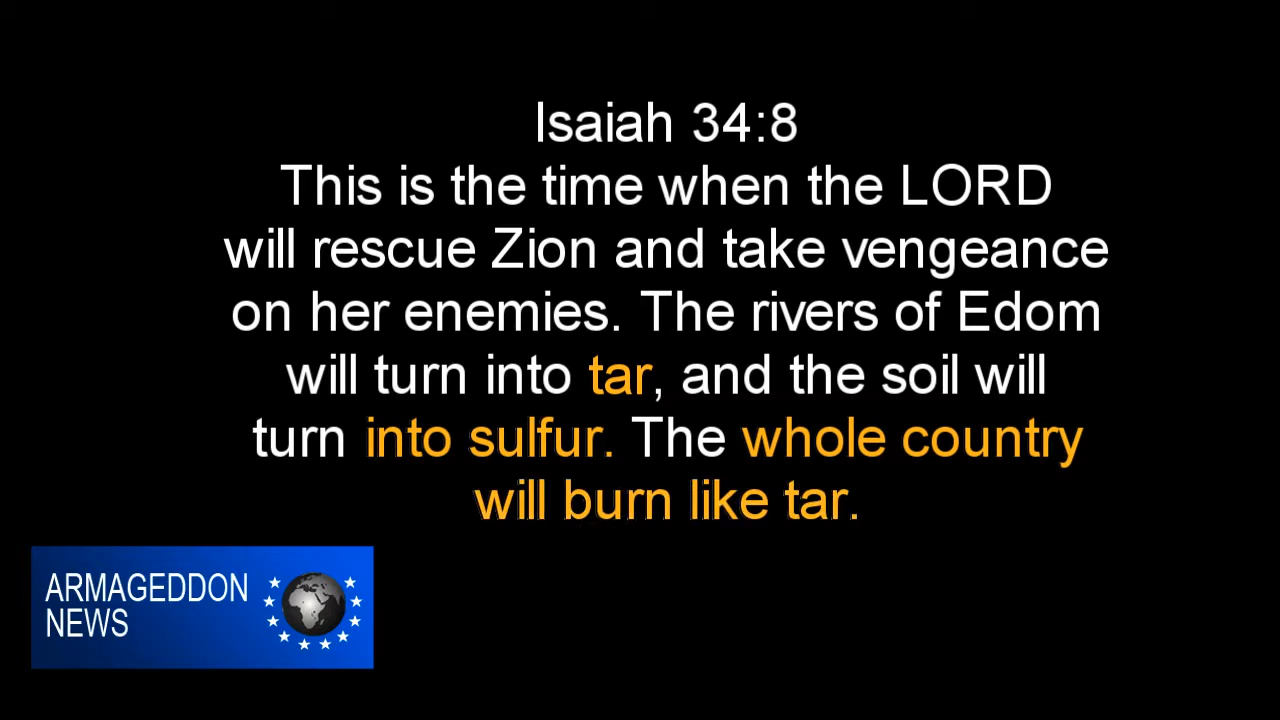 Isaiah 34:8
This is the time when the LORD
will rescue Zion and take vengeance
on her enemies. The rivers of Edom
will turn into tar, and the soil will
turn into sulfur. The whole country
will burn like tar.
ARMAGEDDON
NEWS